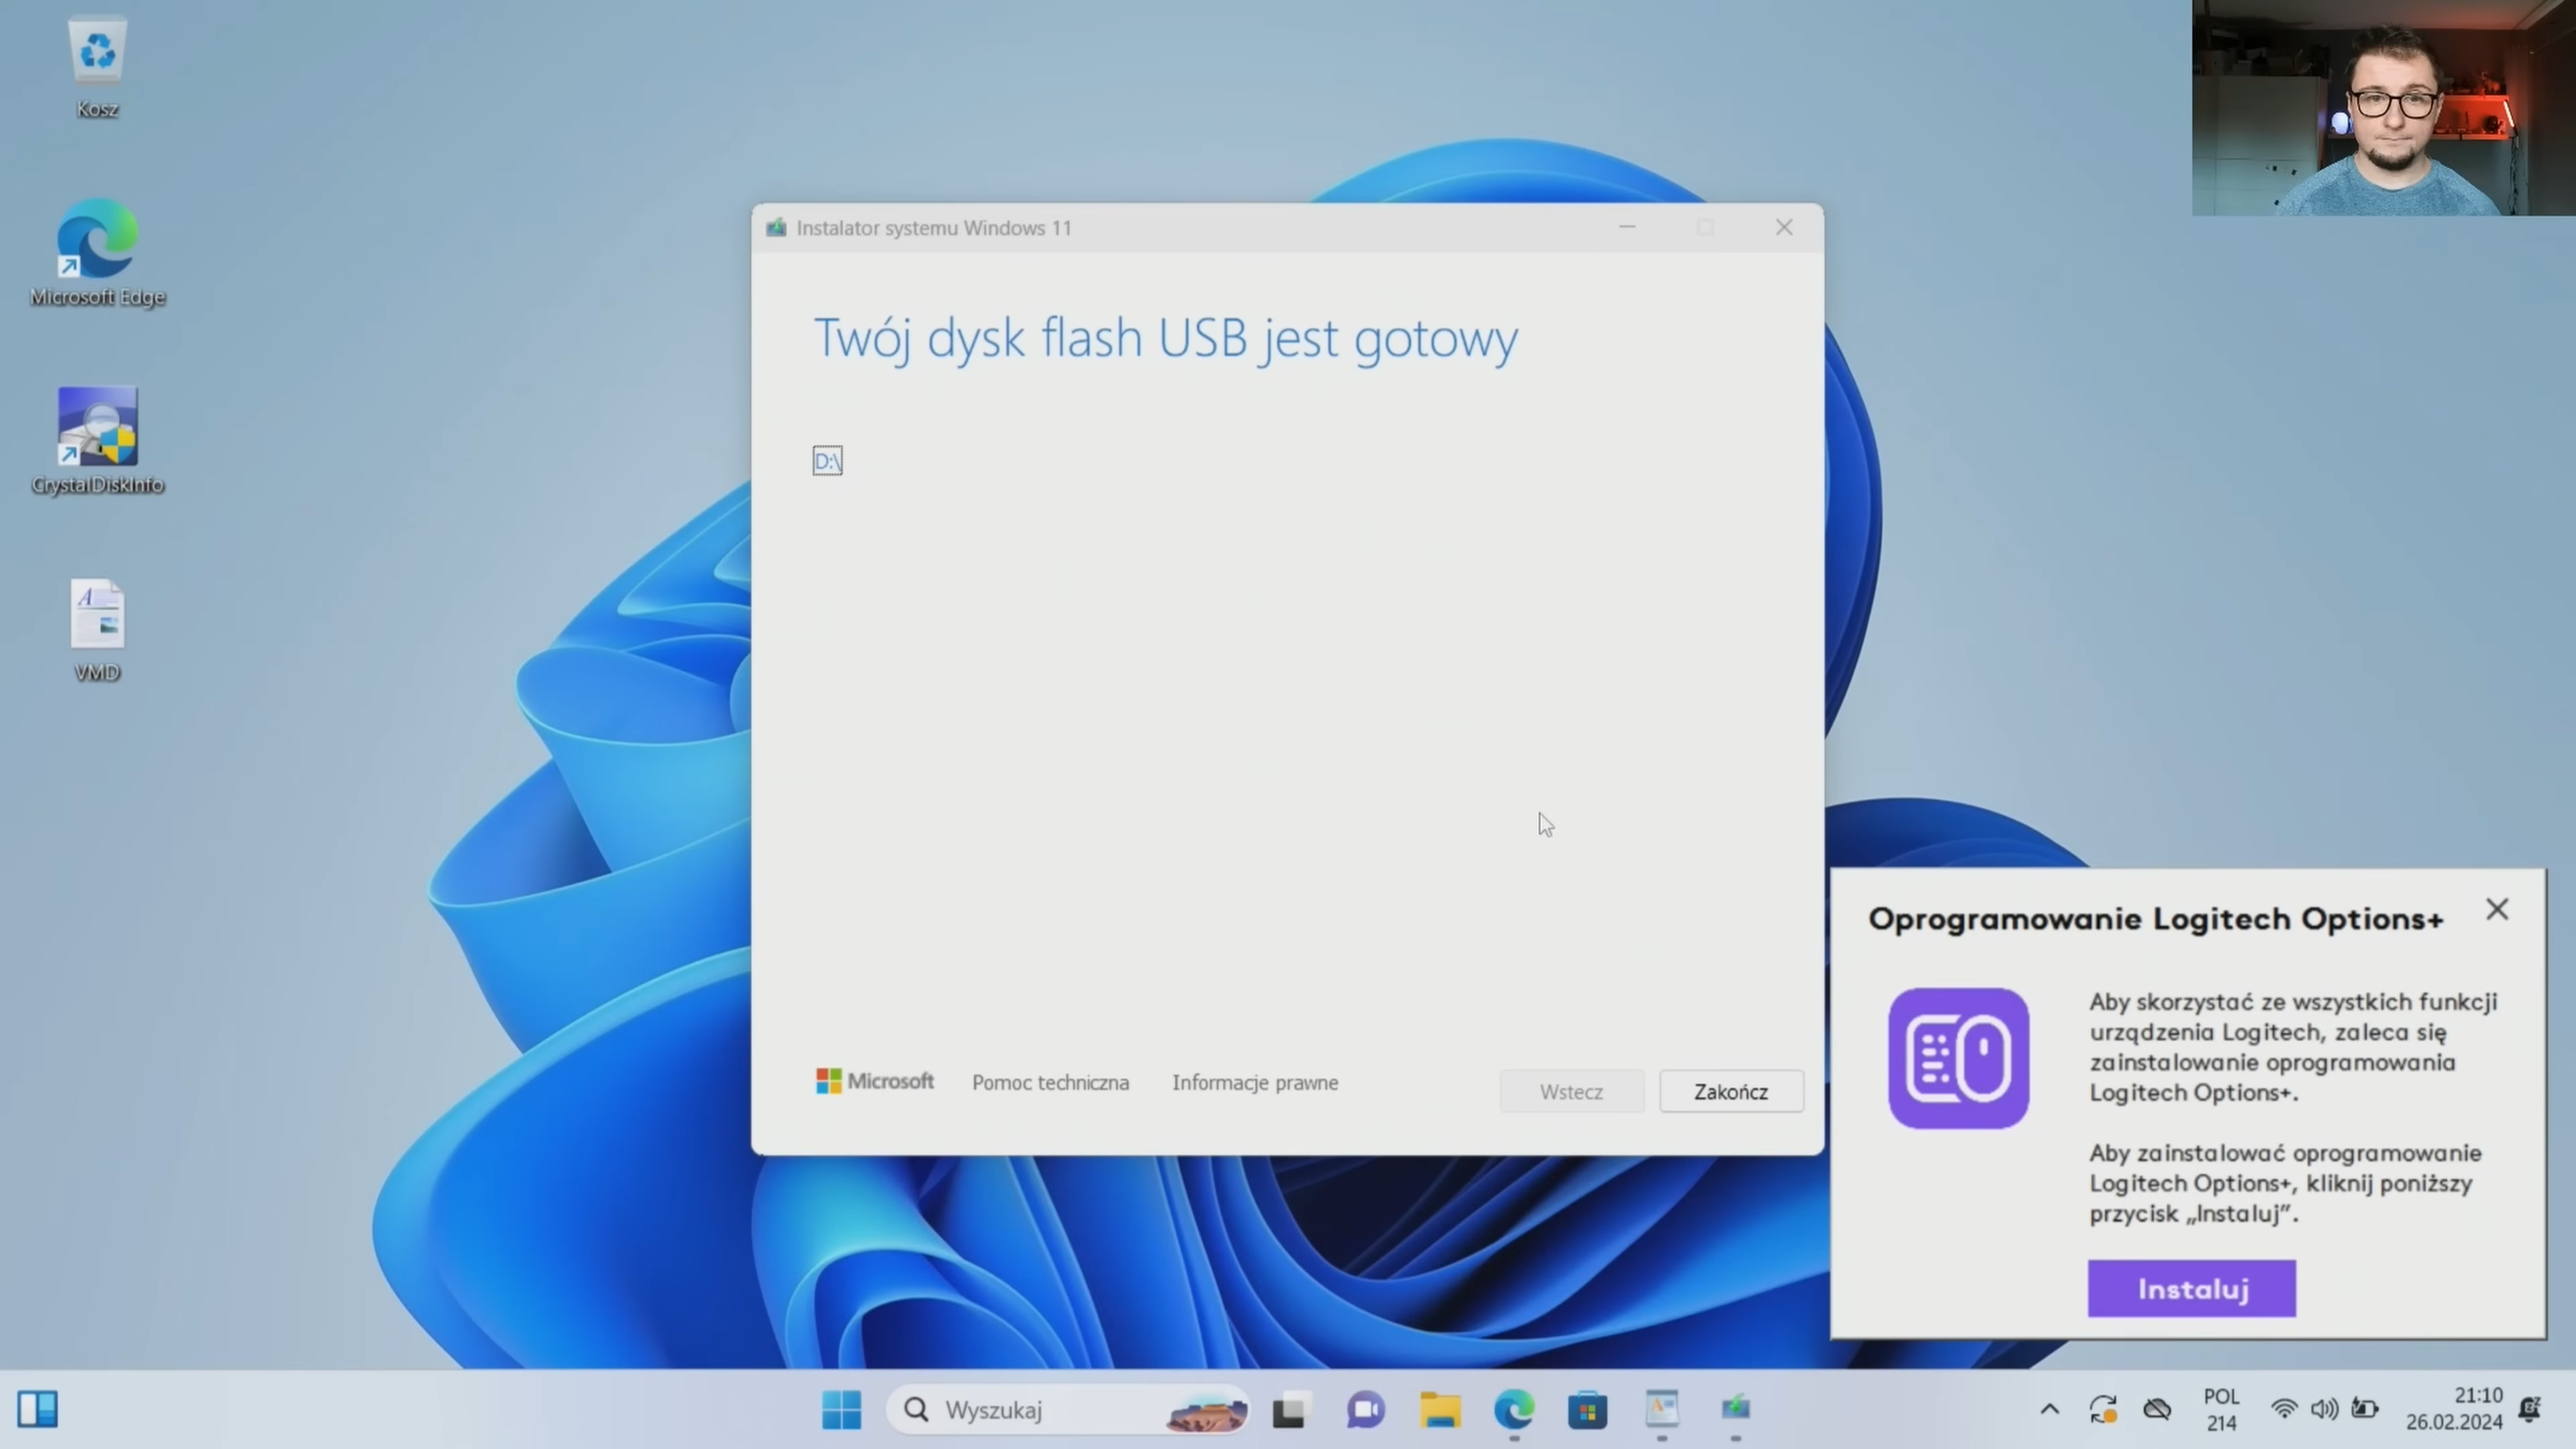 Kosz
Microsoft Edge
CrystalDiskInfo
VMD
Instalator systemu Windows 11
Twój dysk flash USB jest gotowy
D:\
Microsoft
Pomoc techniczna
Informacje prawne
Wstecz
Zakończ
Oprogramowanie Logitech Options+
Aby skorzystać ze wszystkich funkcji
urządzenia Logitech, zaleca się
zainstalowanie oprogramowania
Logitech Options+.
Aby zainstalować oprogramowanie
Logitech Options+, kliknij poniższy
przycisk „Instaluj”.
Instaluj
Wyszukaj
POL
214
21:10
26.02.2024